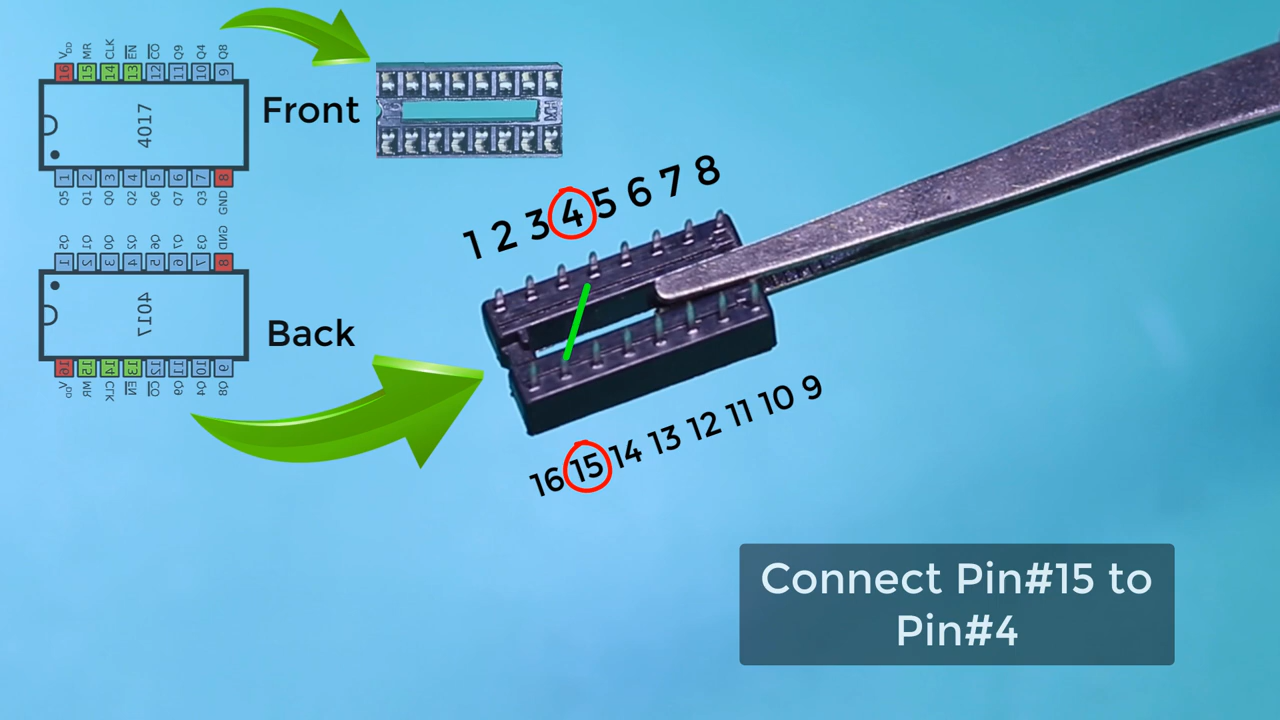 V DD MR CLK EN CO Q9 Q4 Q8
16 15 14 13 12 11 10 9
4017
1 2 3 4 5 6 7 8
Q5 Q1 Q0 Q2 Q6 Q7 Q3 GND
Front
Q5 Q1 Q0 Q2 Q6 Q7 Q3 GND
1 2 3 4 5 6 7 8
4017
16 15 14 13 12 11 10 9
V DD MR CLK EN CO Q9 Q4 Q8
Back
1 2 3 4 5 6 7 8
16 15 14 13 12 11 10 9
Connect Pin#15 to
Pin#4